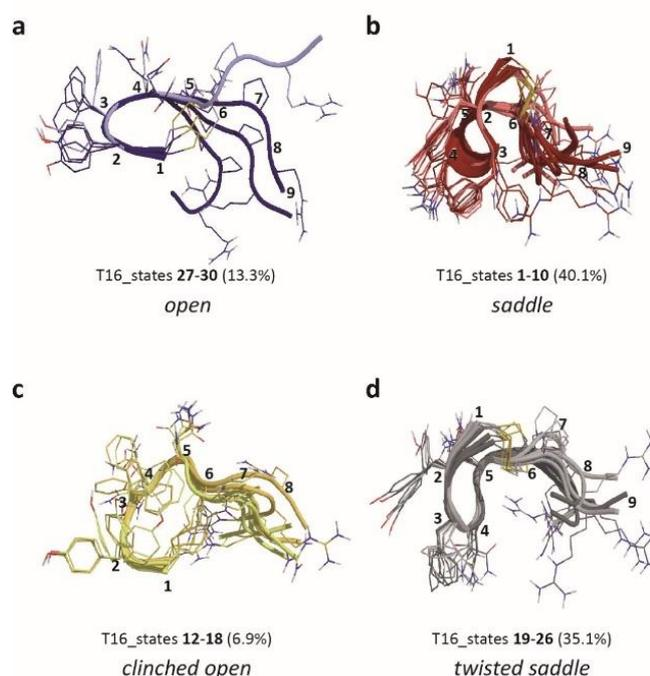 a
4
5
3
6
7
2
1
8
9
T16_states 27-30 (13.3%)
open
b
1
5
2
6
7
4
3
8
9
T16_states 1-10 (40.1%)
saddle
c
5
4
6
7
8
3
2
1
T16_states 12-18 (6.9%)
clinched open
d
1
7
2
5
6
8
3
4
9
T16_states 19-26 (35.1%)
twisted saddle